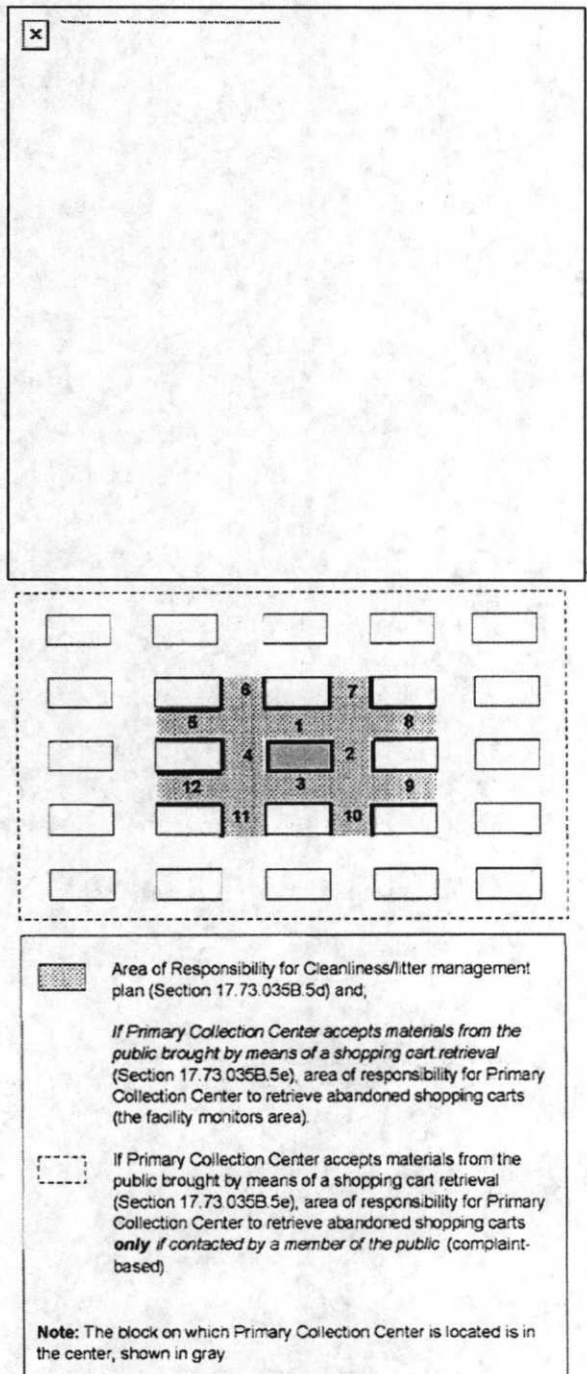 x
6 7
5 1 8
4 2
12 3 9
11 10
Area of Responsibility for Cleanliness/litter management
plan (Section 17.73.035B.5d) and,
If Primary Collection Center accepts materials from the
public brought by means of a shopping cart retrieval
(Section 17.73.035B.5e), area of responsibility for Primary
Collection Center to retrieve abandoned shopping carts
(the facility monitors area).
If Primary Collection Center accepts materials from the
public brought by means of a shopping cart retrieval
(Section 17.73.035B.5e), area of responsibility for Primary
Collection Center to retrieve abandoned shopping carts
only if contacted by a member of the public (complaint-
based)
Note: The block on which Primary Collection Center is located is in
the center, shown in gray